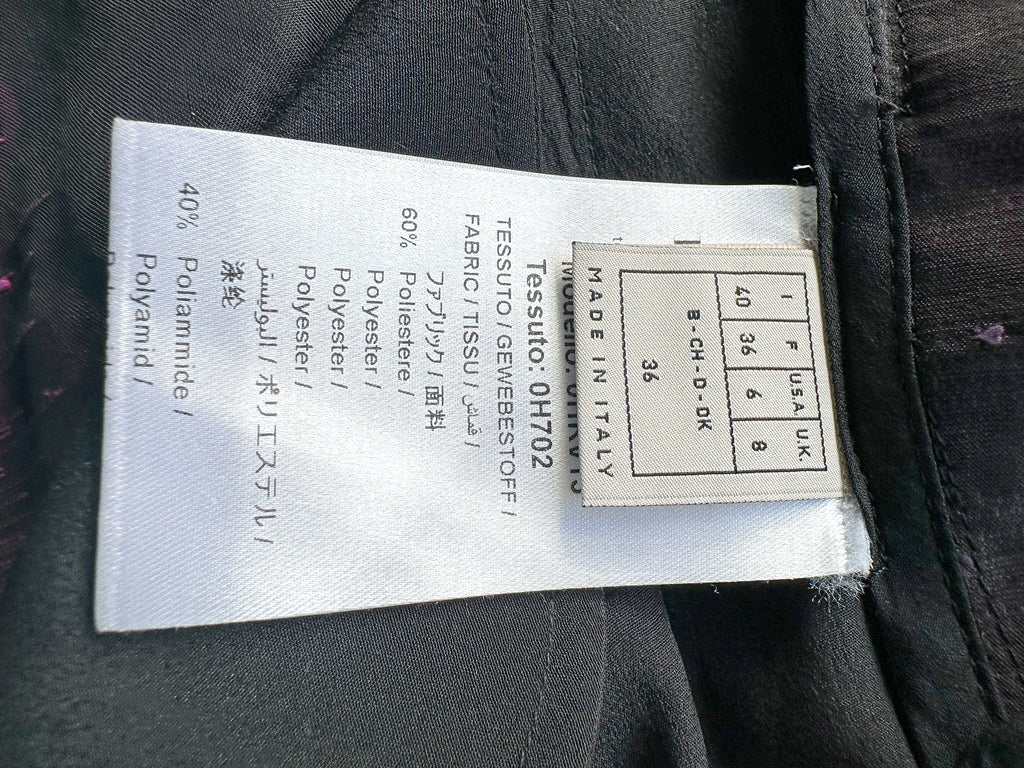 I F U.S.A. U.K.
40 36 6 8
B-CH-D-DK
36
MADE IN ITALY
Tessuto: 0H702
TESSUTO / GEWEBESTOFF /
FABRIC / TISSU / قماش /
ファブリック / 面料
60% Poliestere /
Polyester /
Polyester /
Polyester /
البوليستر / ポリエステル /
涤纶
40% Poliammide /
Polyamid /